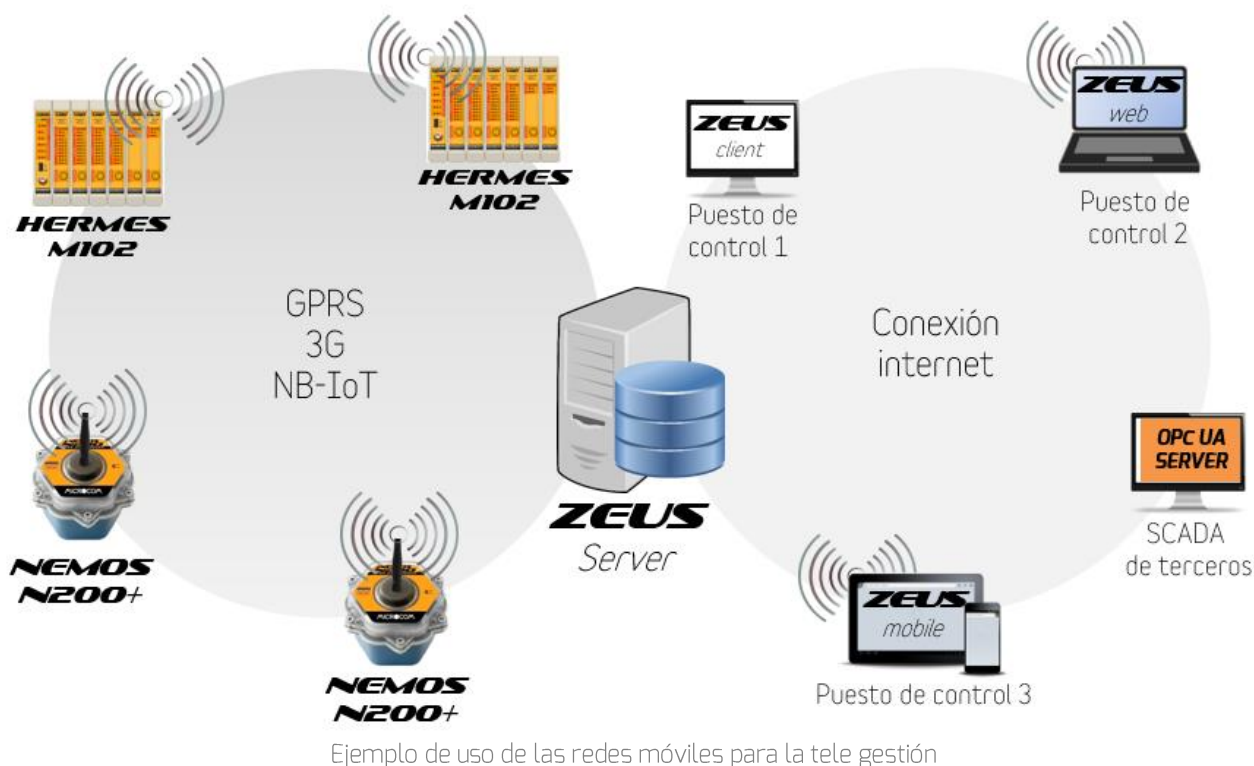 HERMES
M102
HERMES
M102
GPRS
3G
NB-IoT
NEMOS
N200+
MICROCOM
NEMOS
N200+
ZEUS
Server
ZEUS
client
Puesto de
control 1
ZEUS
web
Puesto de
control 2
Conexión
internet
OPC UA
SERVER
SCADA
de terceros
ZEUS
mobile
Puesto de control 3
Ejemplo de uso de las redes móviles para la tele gestión